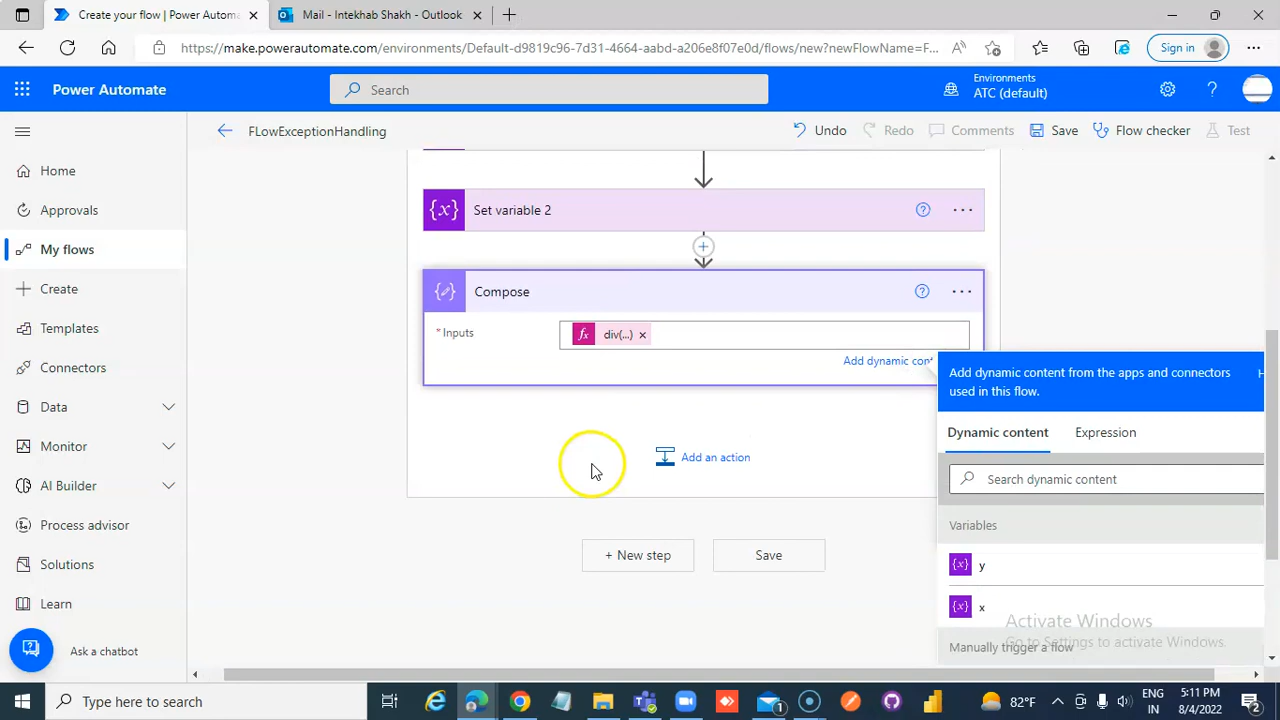 Create your flow | Power Automa
Mail - Intekhab Shakh - Outlook
https://make.powerautomate.com/environments/Default-d9819c96-7d31-4664-aabd-a206e8f07e0d/flows/new?newFlowName=F...
Sign in
Power Automate
Search
Environments
ATC (default)
FLowExceptionHandling
Undo
Redo
Comments
Save
Flow checker
Test
Home
Approvals
My flows
Create
Templates
Connectors
Data
Monitor
AI Builder
Process advisor
Solutions
Learn
Ask a chatbot
Set variable 2
Compose
* Inputs
div(...)
Add dynamic cont
Add an action
+ New step
Save
Add dynamic content from the apps and connectors
used in this flow.
H
Dynamic content
Expression
Search dynamic content
Variables
y
x
Manually trigger a flow
Activate Windows
Go to Settings to activate Windows.
Type here to search
1
82°F
ENG
IN
5:11 PM
8/4/2022
2